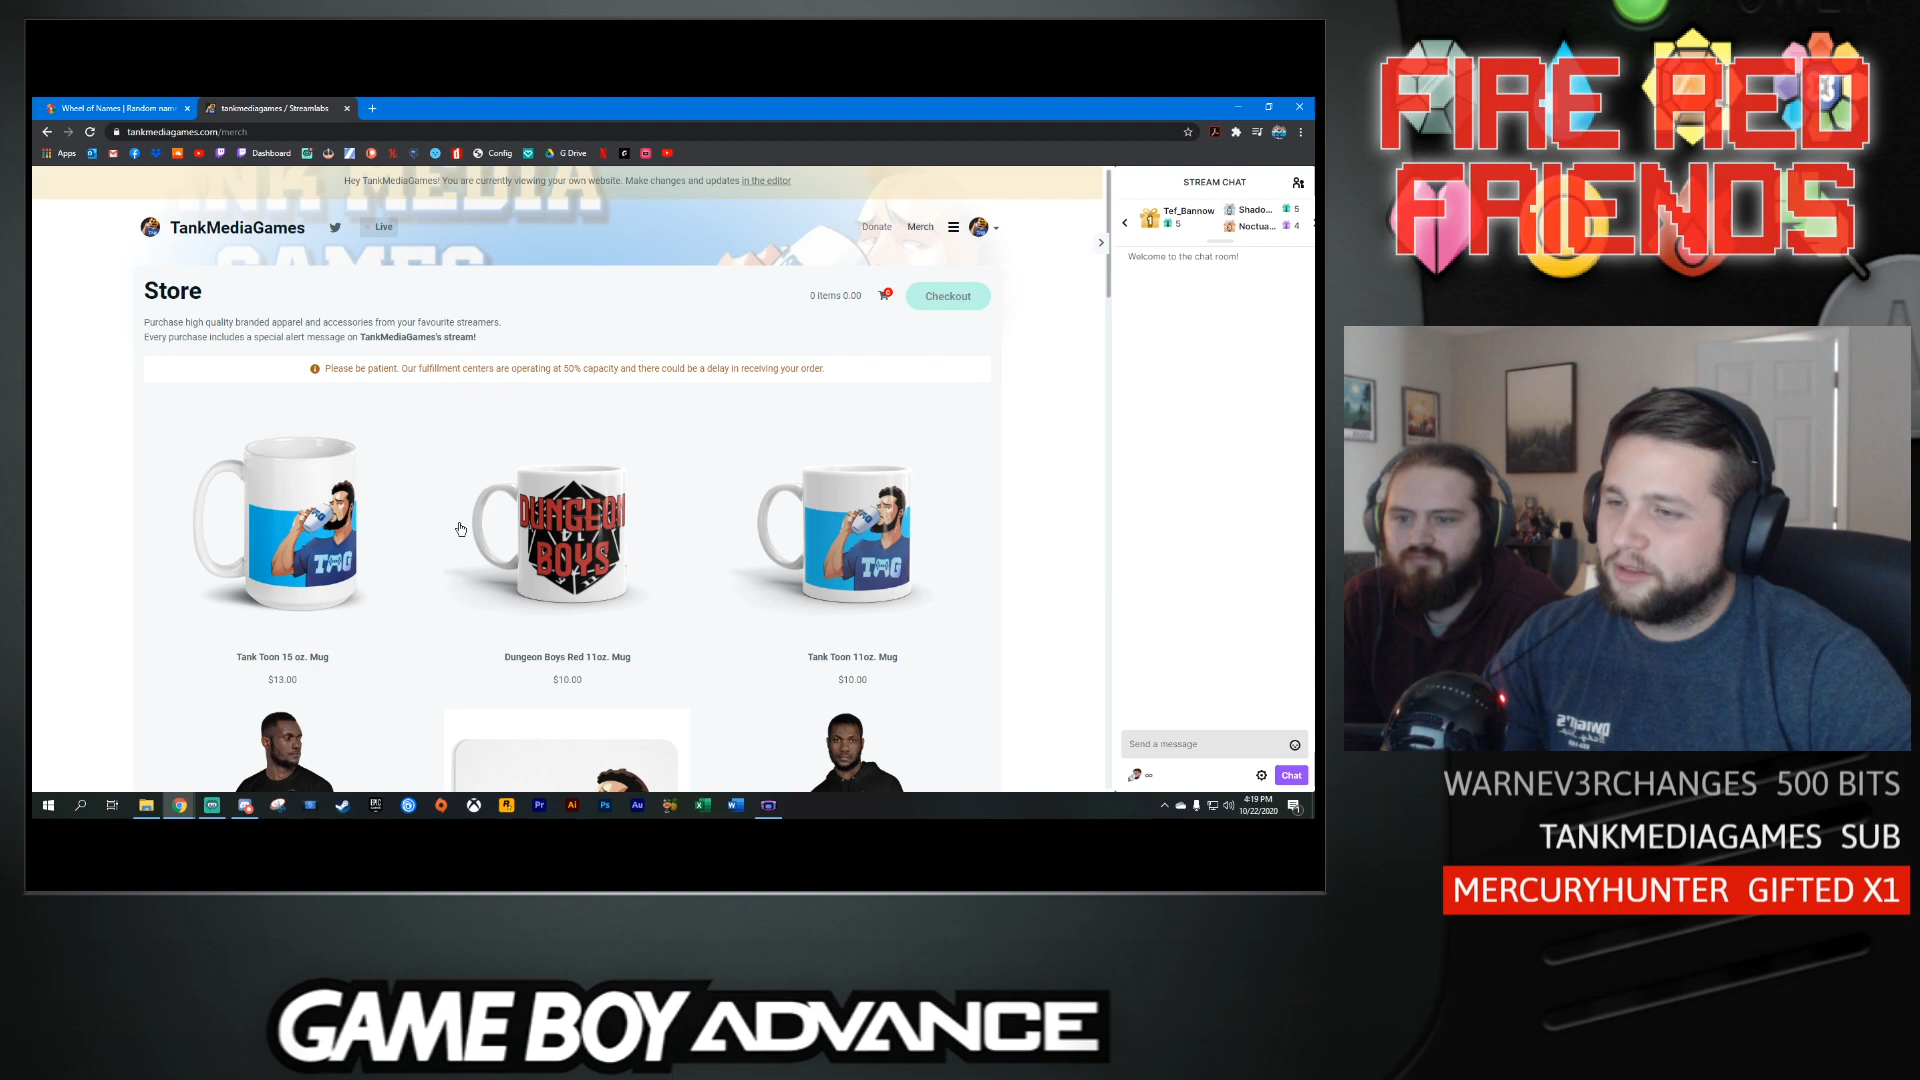 FIRE RED
FRIENDS
Wheel of Names | Random nam
tankmediagames / Streamlabs
tankmediagames.com/merch
Apps
Dashboard
Config
G Drive
Hey TankMediaGames! You are currently viewing your own website. Make changes and updates in the editor
TankMediaGames
Live
Donate
Merch
STREAM CHAT
Tef_Bannow
5
Shado...
5
Noctua...
4
Welcome to the chat room!
Store
0 items 0.00
0
Checkout
Purchase high quality branded apparel and accessories from your favourite streamers.
Every purchase includes a special alert message on TankMediaGames's stream!
Please be patient. Our fulfillment centers are operating at 50% capacity and there could be a delay in receiving your order.
DUNGEON
BOYS
Tank Toon 15 oz. Mug
Dungeon Boys Red 11oz. Mug
Tank Toon 11oz. Mug
$13.00
$10.00
$10.00
Send a message
Chat
4:19 PM
10/22/2020
WARNEV3RCHANGES 500 BITS
TANKMEDIAGAMES SUB
MERCURYHUNTER GIFTED X1
GAME BOY ADVANCE